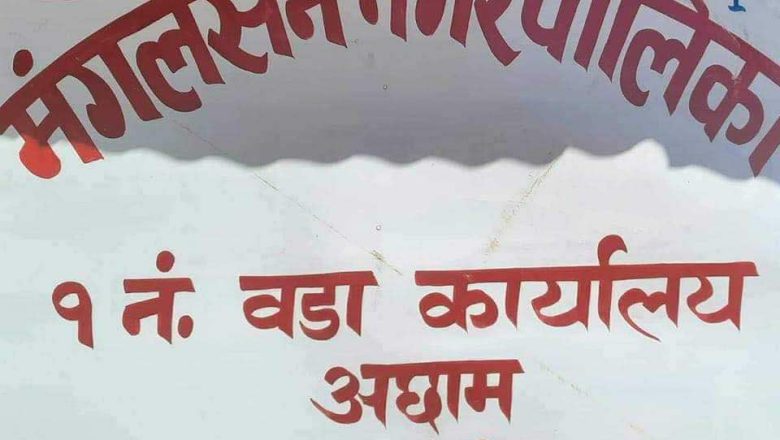 मंगलसेन नगरपालिका
१ नं. वडा कार्यालय
अछाम